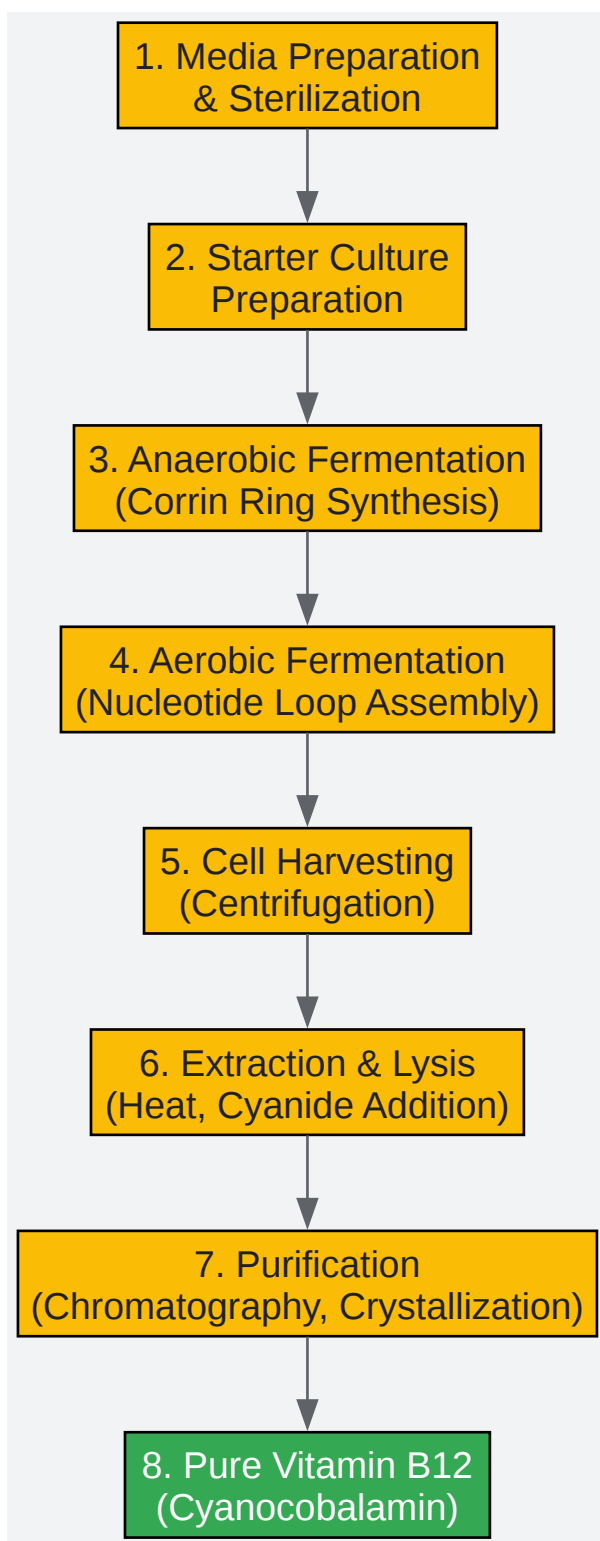 1. Media Preparation
& Sterilization
2. Starter Culture
Preparation
3. Anaerobic Fermentation
(Corrin Ring Synthesis)
4. Aerobic Fermentation
(Nucleotide Loop Assembly)
5. Cell Harvesting
(Centrifugation)
6. Extraction & Lysis
(Heat, Cyanide Addition)
7. Purification
(Chromatography, Crystallization)
8. Pure Vitamin B12
(Cyanocobalamin)